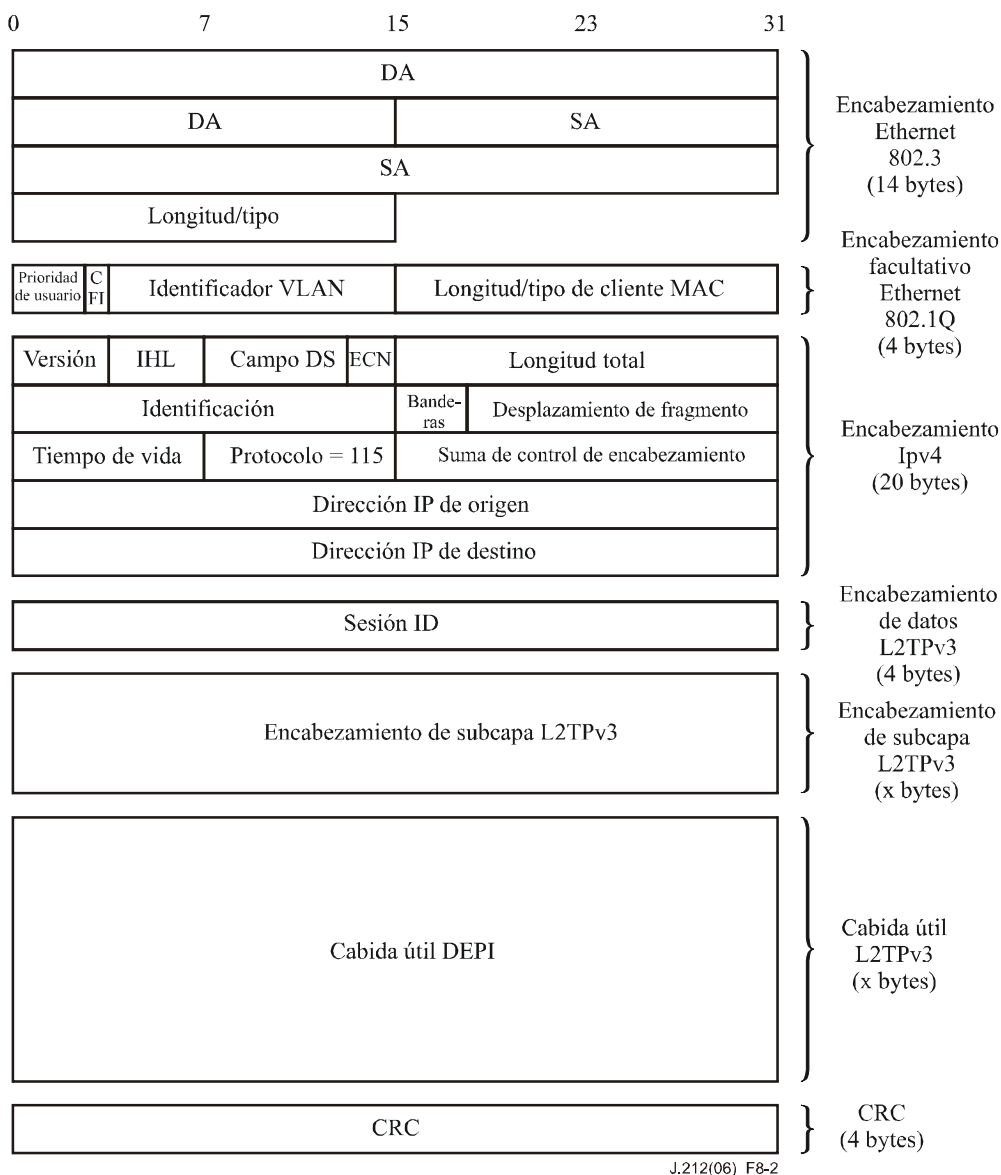 0 7 15 23 31
DA
DA SA
SA
Longitud/tipo
Encabezamiento
Ethernet
802.3
(14 bytes)
Prioridad
de usuario
C
FI
Identificador VLAN
Longitud/tipo de cliente MAC
Encabezamiento
facultativo
Ethernet
802.1Q
(4 bytes)
Versión IHL Campo DS ECN Longitud total
Identificación
Bande-
ras
Desplazamiento de fragmento
Tiempo de vida Protocolo = 115 Suma de control de encabezamiento
Dirección IP de origen
Dirección IP de destino
Encabezamiento
Ipv4
(20 bytes)
Sesión ID
Encabezamiento
de datos
L2TPv3
(4 bytes)
Encabezamiento de subcapa L2TPv3
Encabezamiento
de subcapa
L2TPv3
(x bytes)
Cabida útil DEPI
Cabida útil
L2TPv3
(x bytes)
CRC
CRC
(4 bytes)
J.212(06)_F8-2